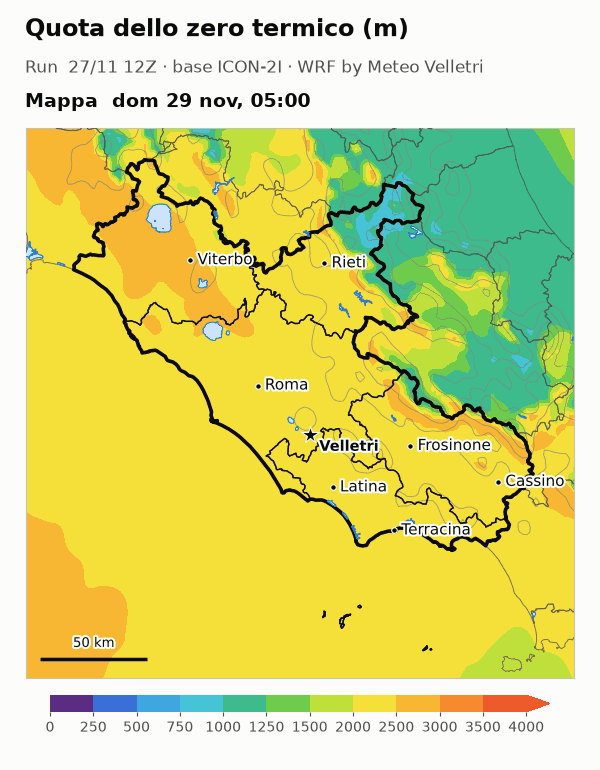 Quota dello zero termico (m)
Run 27/11 12Z · base ICON-2I · WRF by Meteo Velletri
Mappa dom 29 nov, 05:00
Viterbo
Rieti
Roma
Velletri
Frosinone
Cassino
Latina
Terracina
50 km
0 250 500 750 1000 1250 1500 2000 2500 3000 3500 4000